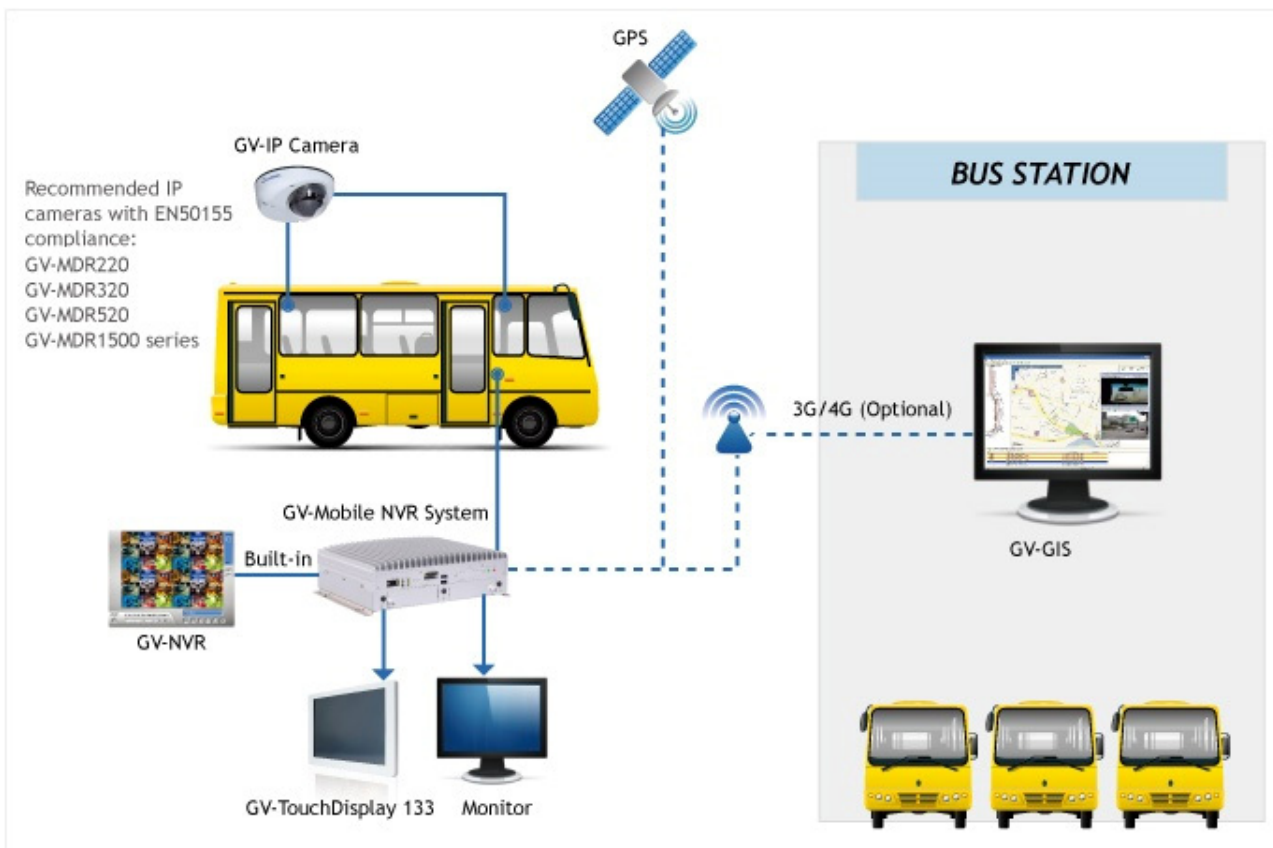 GPS
GV-IP Camera
Recommended IP
cameras with EN50155
compliance:
GV-MDR220
GV-MDR320
GV-MDR520
GV-MDR1500 series
BUS STATION
3G/4G (Optional)
GV-GIS
GV-Mobile NVR System
Built-in
GV-NVR
GV-TouchDisplay 133
Monitor